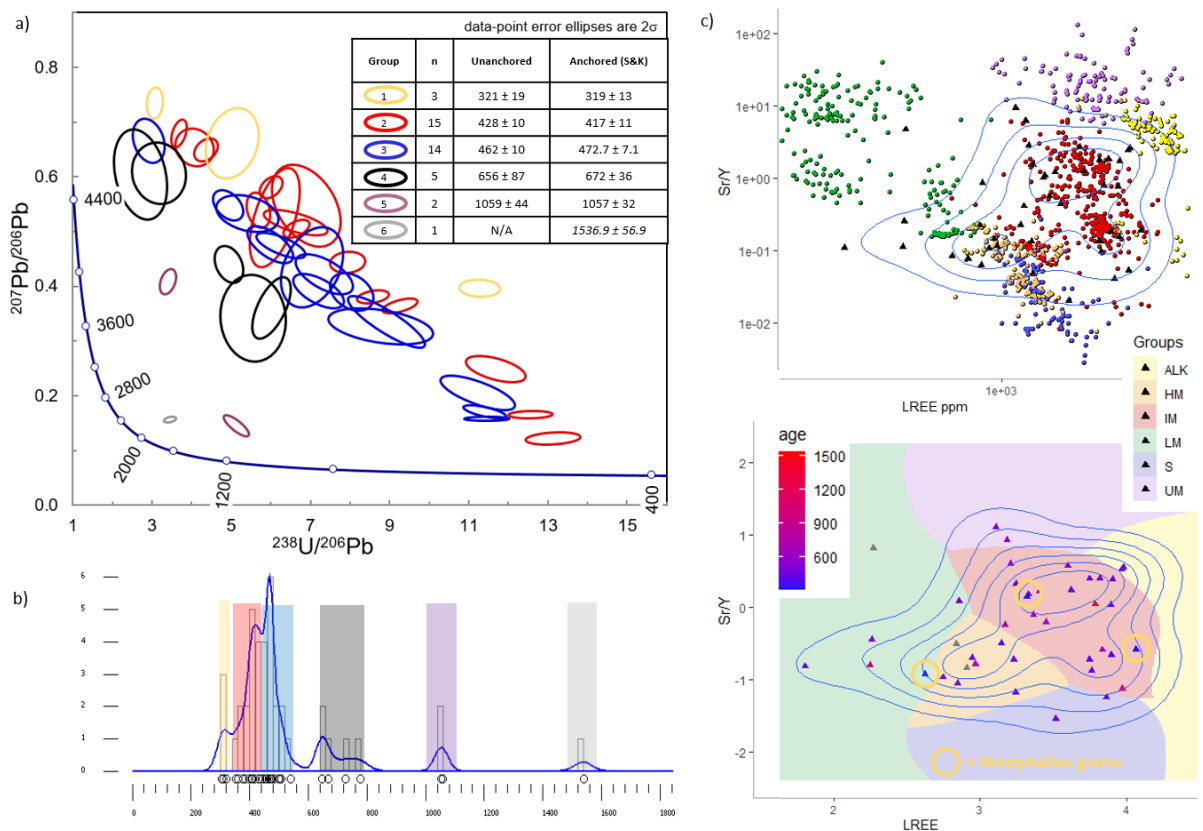 a)
data-point error ellipses are 2σ
Group n Unanchored Anchored (S&K)
1 3 321 ± 19 319 ± 13
2 15 428 ± 10 417 ± 11
3 14 462 ± 10 472.7 ± 7.1
4 5 656 ± 87 672 ± 36
5 2 1059 ± 44 1057 ± 32
6 1 N/A 1536.9 ± 56.9
0.8
0.6
0.4
0.2
0.0
207Pb/206Pb
4400
3600
2800
2000
1200
400
1 3 5 7 9 11 13 15
238U/206Pb
b)
6
5
4
3
2
1
0
0 200 400 600 800 1000 1200 1400 1600 1800
c)
1e+02
1e+01
1e+00
1e-01
1e-02
Sr/Y
1e+03
LREE ppm
Groups
ALK
HM
IM
LM
S
UM
age
1500
1200
900
600
2
1
0
-1
-2
Sr/Y
= Westphalian grains
2 3 4
LREE